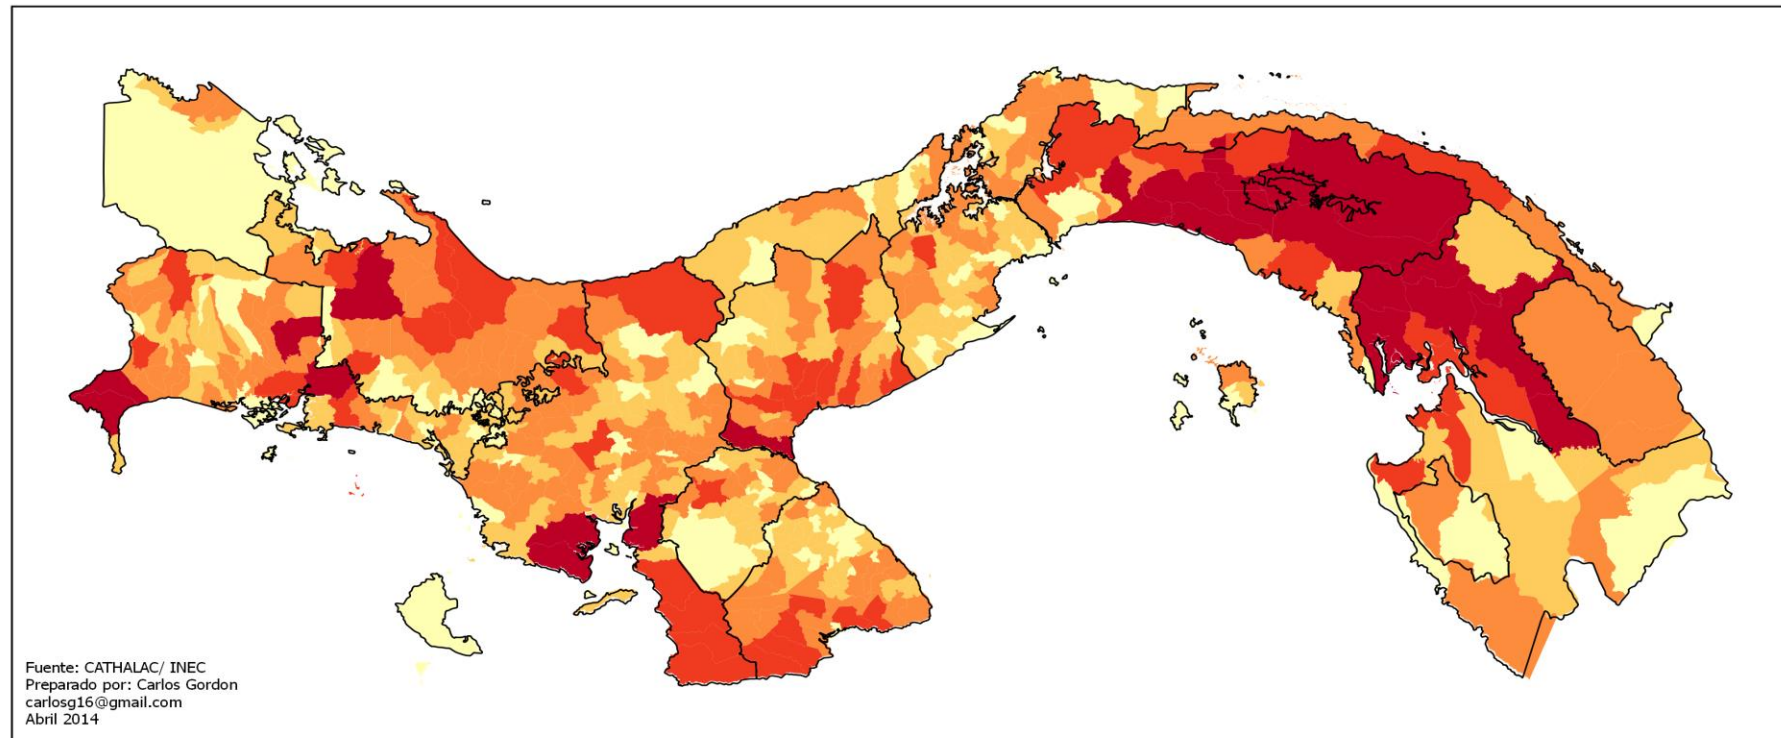 Fuente: CATHALAC/ INEC
Preparado por: Carlos Gordon
carlosg16@gmail.com
Abril 2014